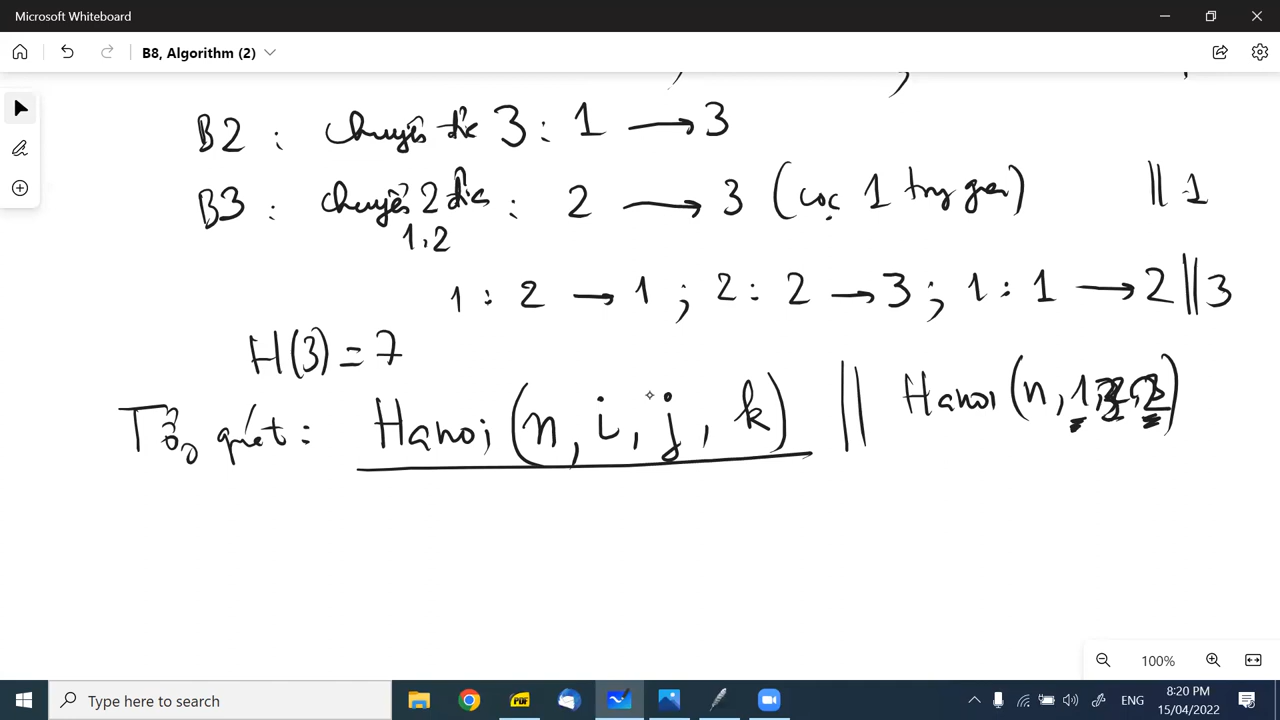 Microsoft Whiteboard
B8, Algorithm (2)
B2 : chuyển đĩa 3 : 1 → 3
B3 : chuyển 2 đĩa : 2 → 3 (cọc 1 trg gian) || 1
1, 2
1 : 2 → 1 ; 2 : 2 → 3 ; 1 : 1 → 2 || 3
H(3) = 7
Tổng quát : Hanoi (n, i, j, k) || Hanoi (n, 1,
100%
Type here to search
ENG
8:20 PM
15/04/2022